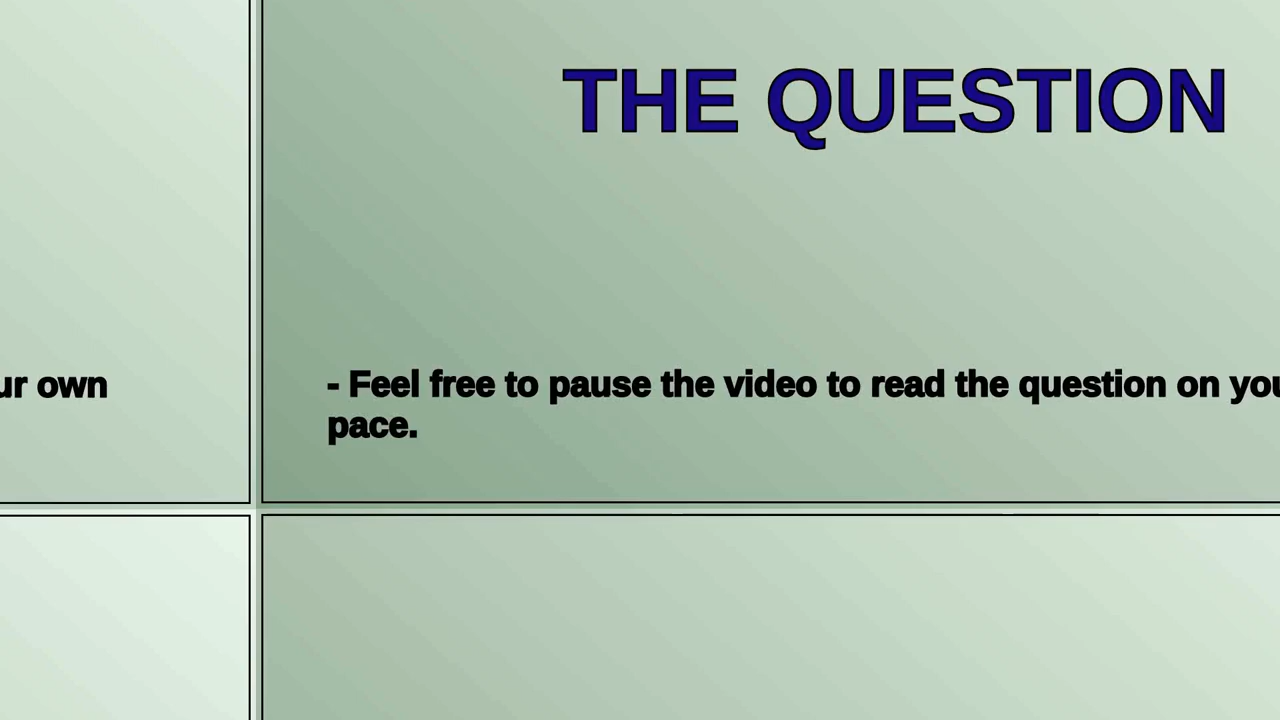 THE QUESTION
ur own
- Feel free to pause the video to read the question on you
pace.